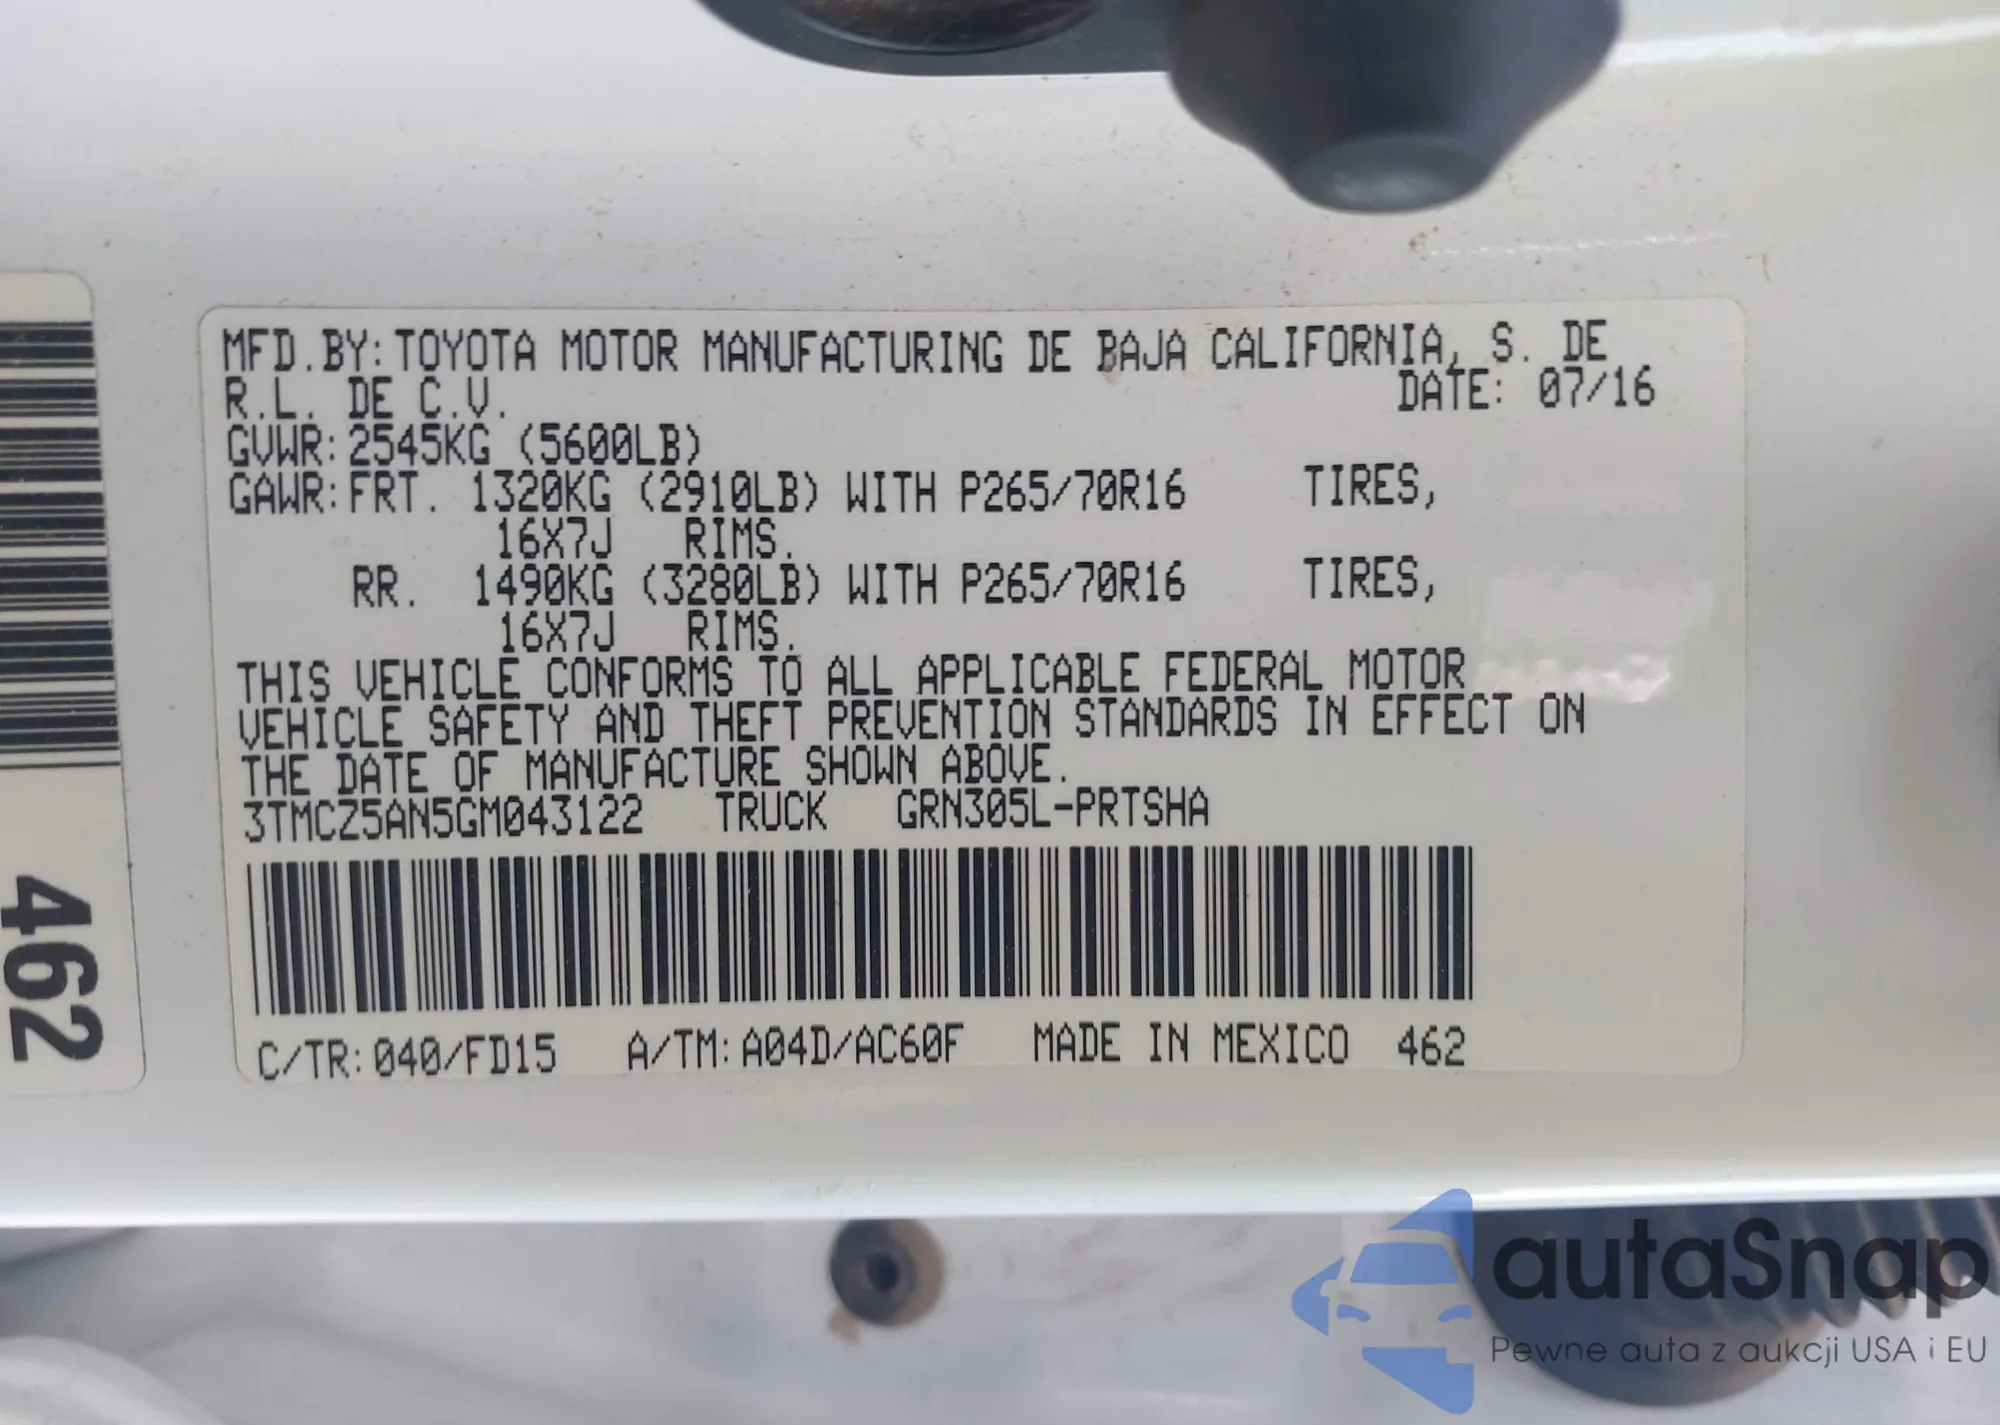 MFD.BY:TOYOTA MOTOR MANUFACTURING DE BAJA CALIFORNIA, S. DE
R.L. DE C.V. DATE: 07/16
GVWR:2545KG (5600LB)
GAWR:FRT. 1320KG (2910LB) WITH P265/70R16 TIRES,
16X7J RIMS.
RR. 1490KG (3280LB) WITH P265/70R16 TIRES,
16X7J RIMS.
THIS VEHICLE CONFORMS TO ALL APPLICABLE FEDERAL MOTOR
VEHICLE SAFETY AND THEFT PREVENTION STANDARDS IN EFFECT ON
THE DATE OF MANUFACTURE SHOWN ABOVE.
3TMCZ5AN5GM043122 TRUCK GRN305L-PRTSHA
C/TR:040/FD15 A/TM:A04D/AC60F MADE IN MEXICO 462
462
autaSnap
Pewne auta z aukcji USA i EU